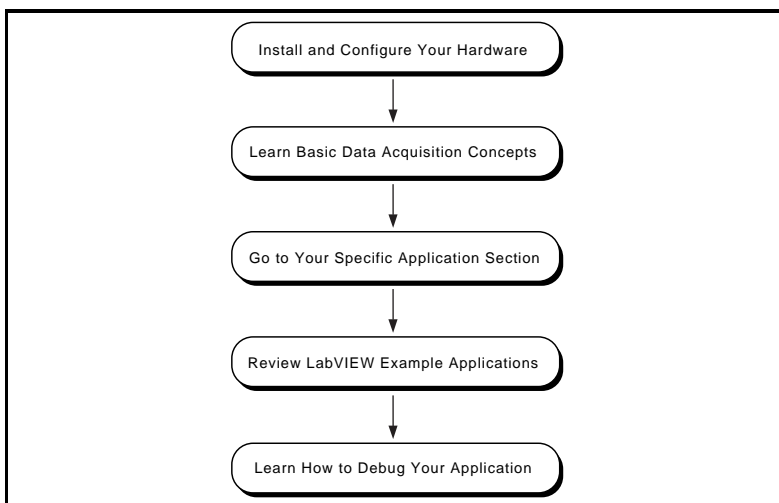 Install and Configure Your Hardware
Learn Basic Data Acquisition Concepts
Go to Your Specific Application Section
Review LabVIEW Example Applications
Learn How to Debug Your Application